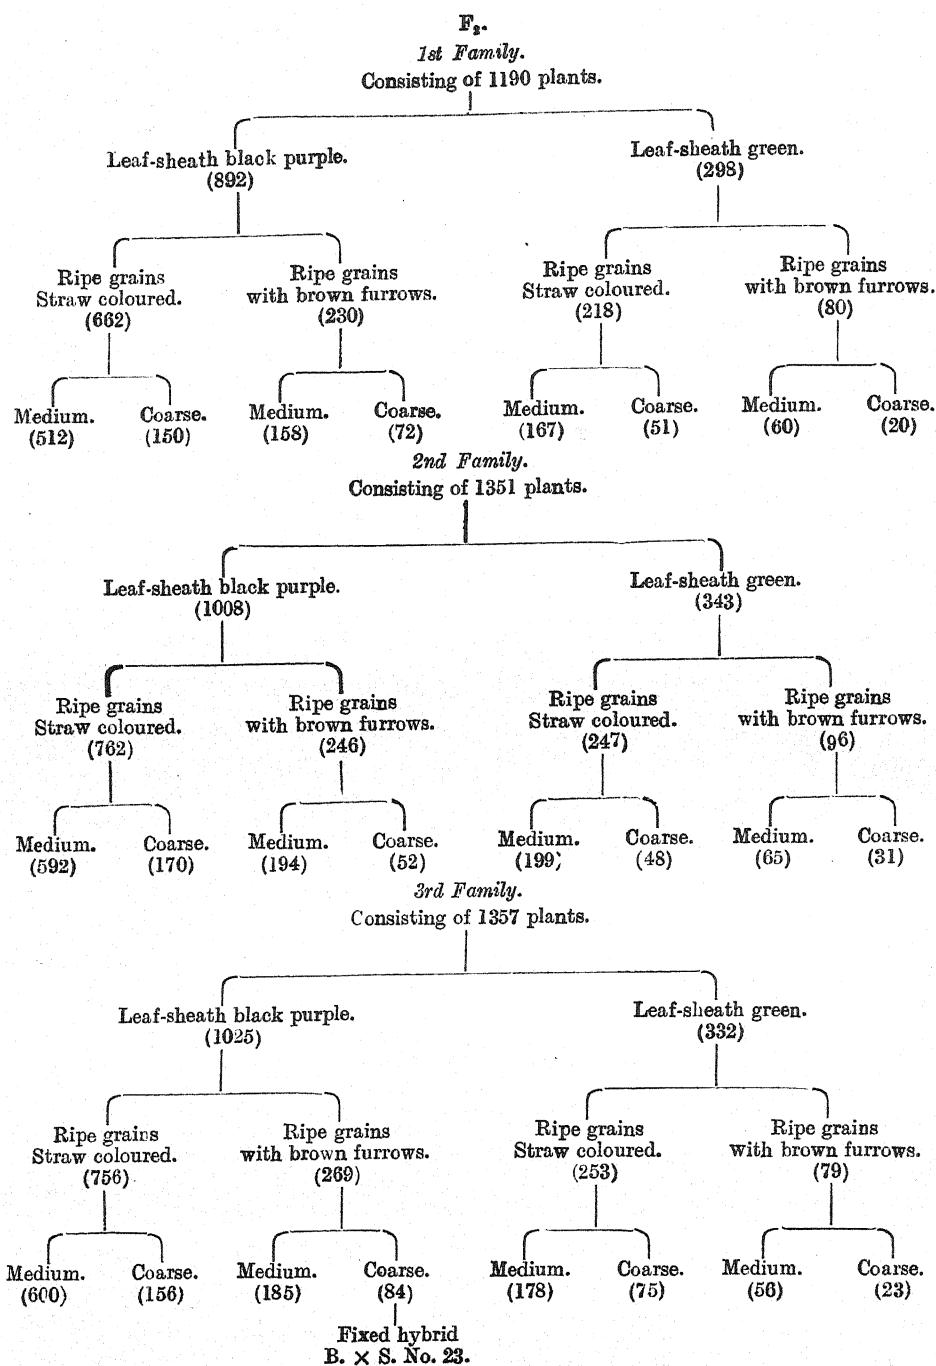 F₂.
1st Family.
Consisting of 1190 plants.
Leaf-sheath black purple.
(892)
Leaf-sheath green.
(298)
Ripe grains
Straw coloured.
(662)
Ripe grains
with brown furrows.
(230)
Ripe grains
Straw coloured.
(218)
Ripe grains
with brown furrows.
(80)
Medium.
(512)
Coarse.
(150)
Medium.
(158)
Coarse.
(72)
Medium.
(167)
Coarse.
(51)
Medium.
(60)
Coarse.
(20)
2nd Family.
Consisting of 1351 plants.
Leaf-sheath black purple.
(1008)
Leaf-sheath green.
(343)
Ripe grains
Straw coloured.
(762)
Ripe grains
with brown furrows.
(246)
Ripe grains
Straw coloured.
(247)
Ripe grains
with brown furrows.
(96)
Medium.
(592)
Coarse.
(170)
Medium.
(194)
Coarse.
(52)
Medium.
(199)
Coarse.
(48)
Medium.
(65)
Coarse.
(31)
3rd Family.
Consisting of 1357 plants.
Leaf-sheath black purple.
(1025)
Leaf-sheath green.
(332)
Ripe grains
Straw coloured.
(756)
Ripe grains
with brown furrows.
(269)
Ripe grains
Straw coloured.
(253)
Ripe grains
with brown furrows.
(79)
Medium.
(600)
Coarse.
(156)
Medium.
(185)
Coarse.
(84)
Medium.
(178)
Coarse.
(75)
Medium.
(56)
Coarse.
(23)
Fixed hybrid
B. × S. No. 23.